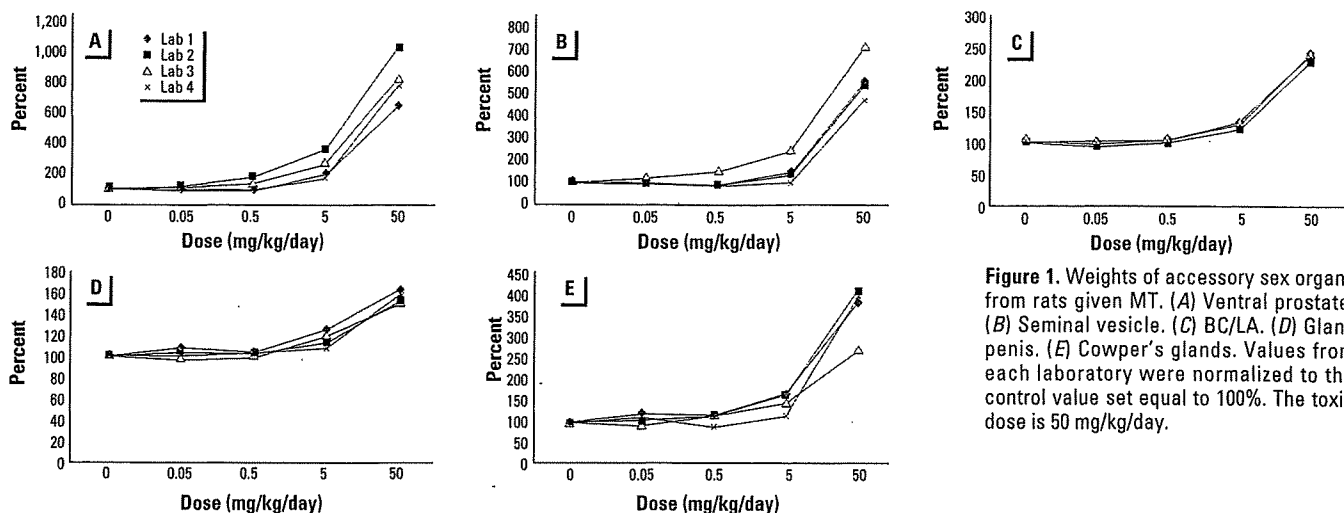 1,200
1,000
800
600
400
200
0
Percent
A
Lab 1
Lab 2
Lab 3
Lab 4
0 0.05 0.5 5 50
Dose (mg/kg/day)
800
700
600
500
400
300
200
100
0
Percent
B
0 0.05 0.5 5 50
Dose (mg/kg/day)
300
250
200
150
100
50
0
Percent
C
0 0.05 0.5 5 50
Dose (mg/kg/day)
180
160
140
120
100
80
60
40
20
0
Percent
D
0 0.05 0.5 5 50
Dose (mg/kg/day)
450
400
350
300
250
200
150
100
50
0
Percent
E
0 0.05 0.5 5 50
Dose (mg/kg/day)
Figure 1. Weights of accessory sex organ
from rats given MT. (A) Ventral prostate
(B) Seminal vesicle. (C) BC/LA. (D) Glan
penis. (E) Cowper's glands. Values from
each laboratory were normalized to th
control value set equal to 100%. The toxi
dose is 50 mg/kg/day.